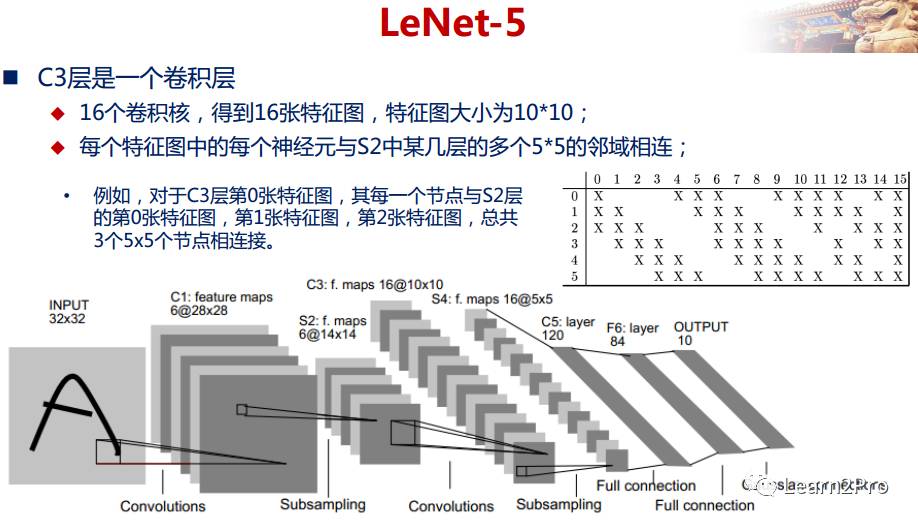 LeNet-5
C3层是一个卷积层
16个卷积核，得到16张特征图，特征图大小为10*10；
每个特征图中的每个神经元与S2中某几层的多个5*5的邻域相连；
例如，对于C3层第0张特征图，其每一个节点与S2层
的第0张特征图，第1张特征图，第2张特征图，总共
3个5x5个节点相连接。
0 1 2 3 4 5 6 7 8 9 10 11 12 13 14 15
0 X X X X X X X X X X
1 X X X X X X X X X X
2 X X X X X X X X X X
3 X X X X X X X X X X
4 X X X X X X X X X X
5 X X X X X X X X X X
INPUT
32x32
C1: feature maps
6@28x28
S2: f. maps
6@14x14
C3: f. maps 16@10x10
S4: f. maps 16@5x5
C5: layer
120
F6: layer
84
OUTPUT
10
Convolutions
Subsampling
Convolutions
Subsampling
Full connection
Full connection
Learn2Pro